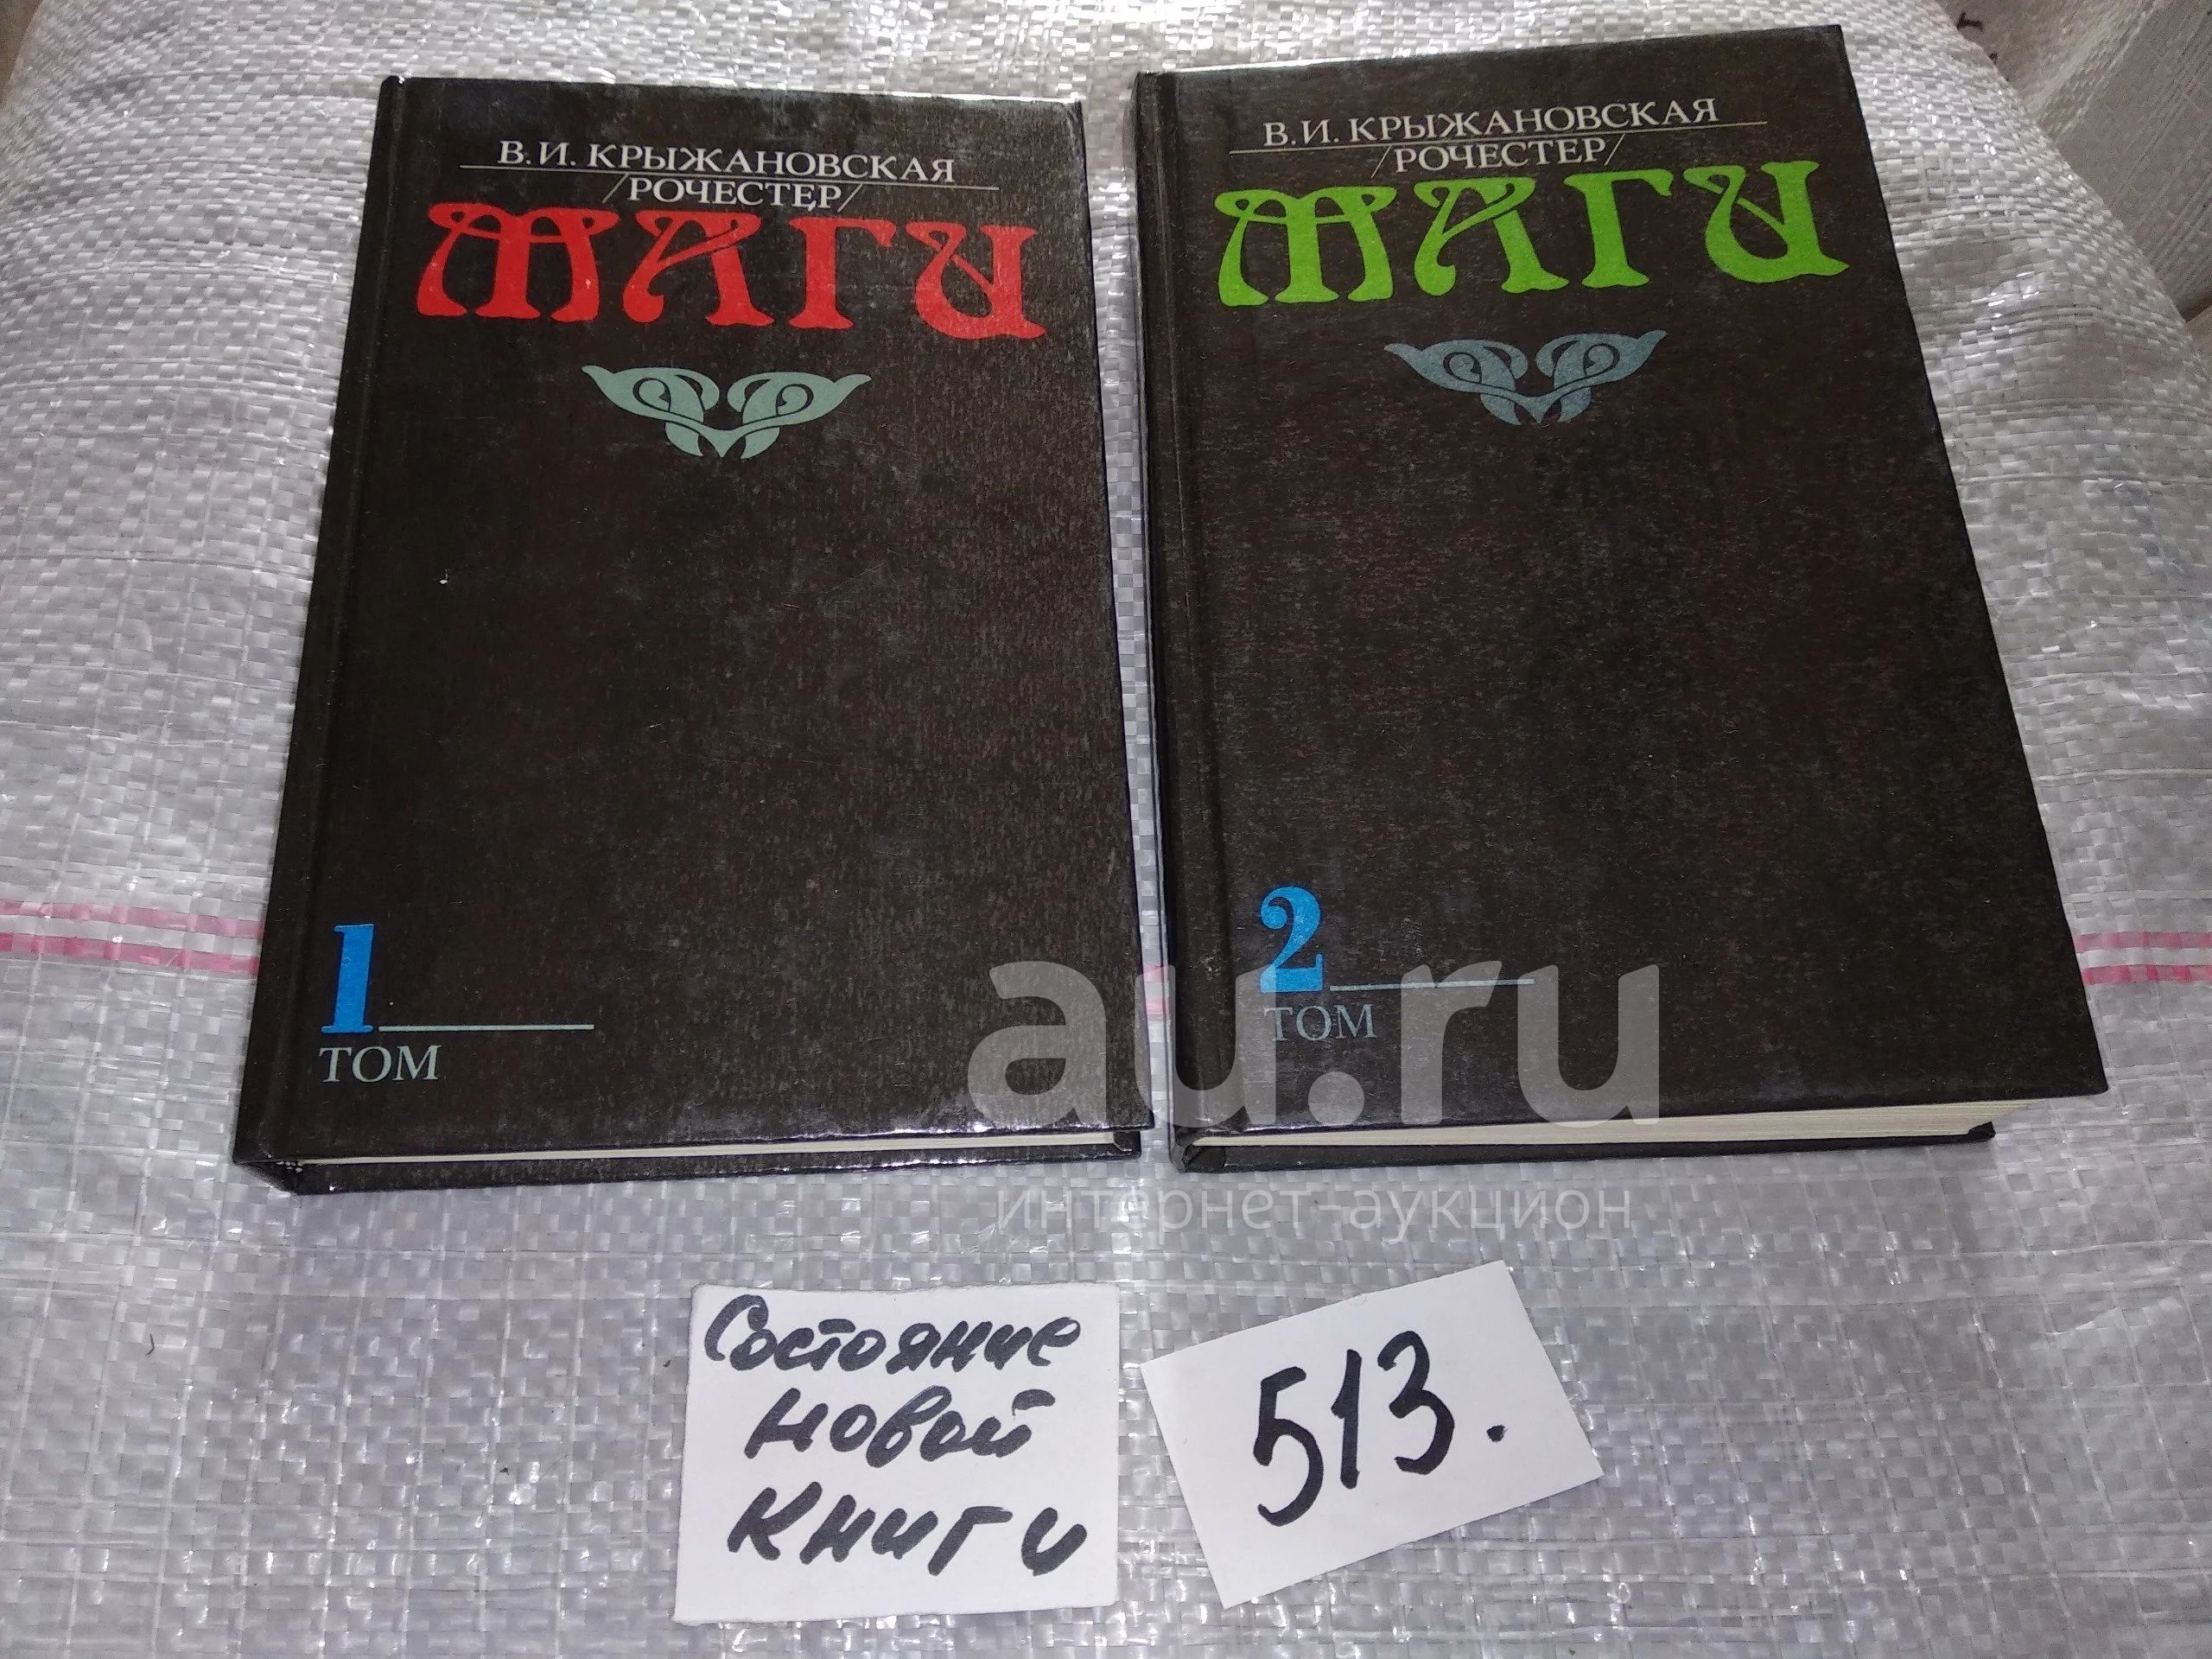 В.И. КРЫЖАНОВСКАЯ
/РОЧЕСТЕР/
МАГИ
1
ТОМ
В.И. КРЫЖАНОВСКАЯ
/РОЧЕСТЕР/
МАГИ
2
ТОМ
au.ru
интернет-аукцион
Состояние
новой
книги
513.